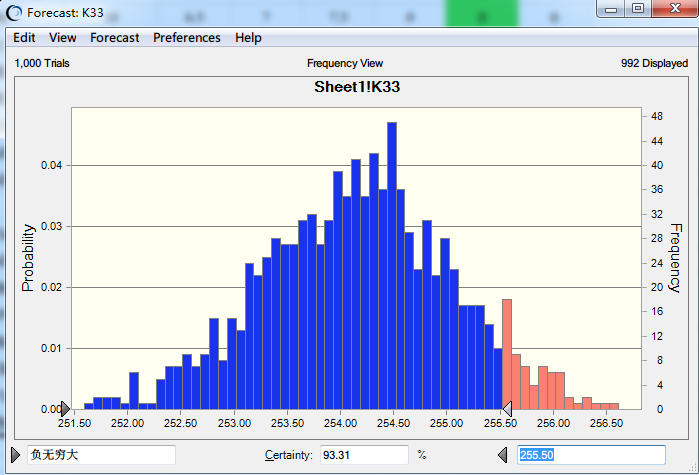 Forecast: K33
Edit View Forecast Preferences Help
1,000 Trials Frequency View 992 Displayed
Sheet1!K33
48
44
0.04 40
36
0.03 32
28
Probability Frequency
24
0.02 20
16
12
0.01 8
4
0.00 0
251.50 252.00 252.50 253.00 253.50 254.00 254.50 255.00 255.50 256.00 256.50
负无穷大 Certainty: 93.31 % 255.50